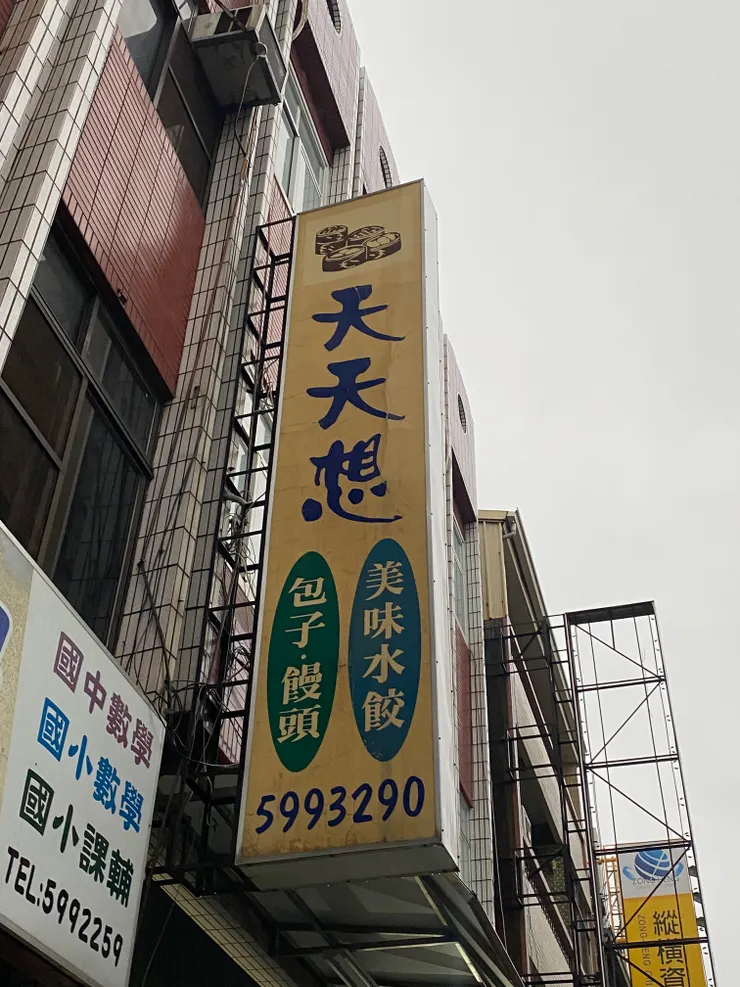 天天想
美味水餃
包子·饅頭
5993290
國中數學
國小數學
國小課輔
TEL:5992259
縱橫資